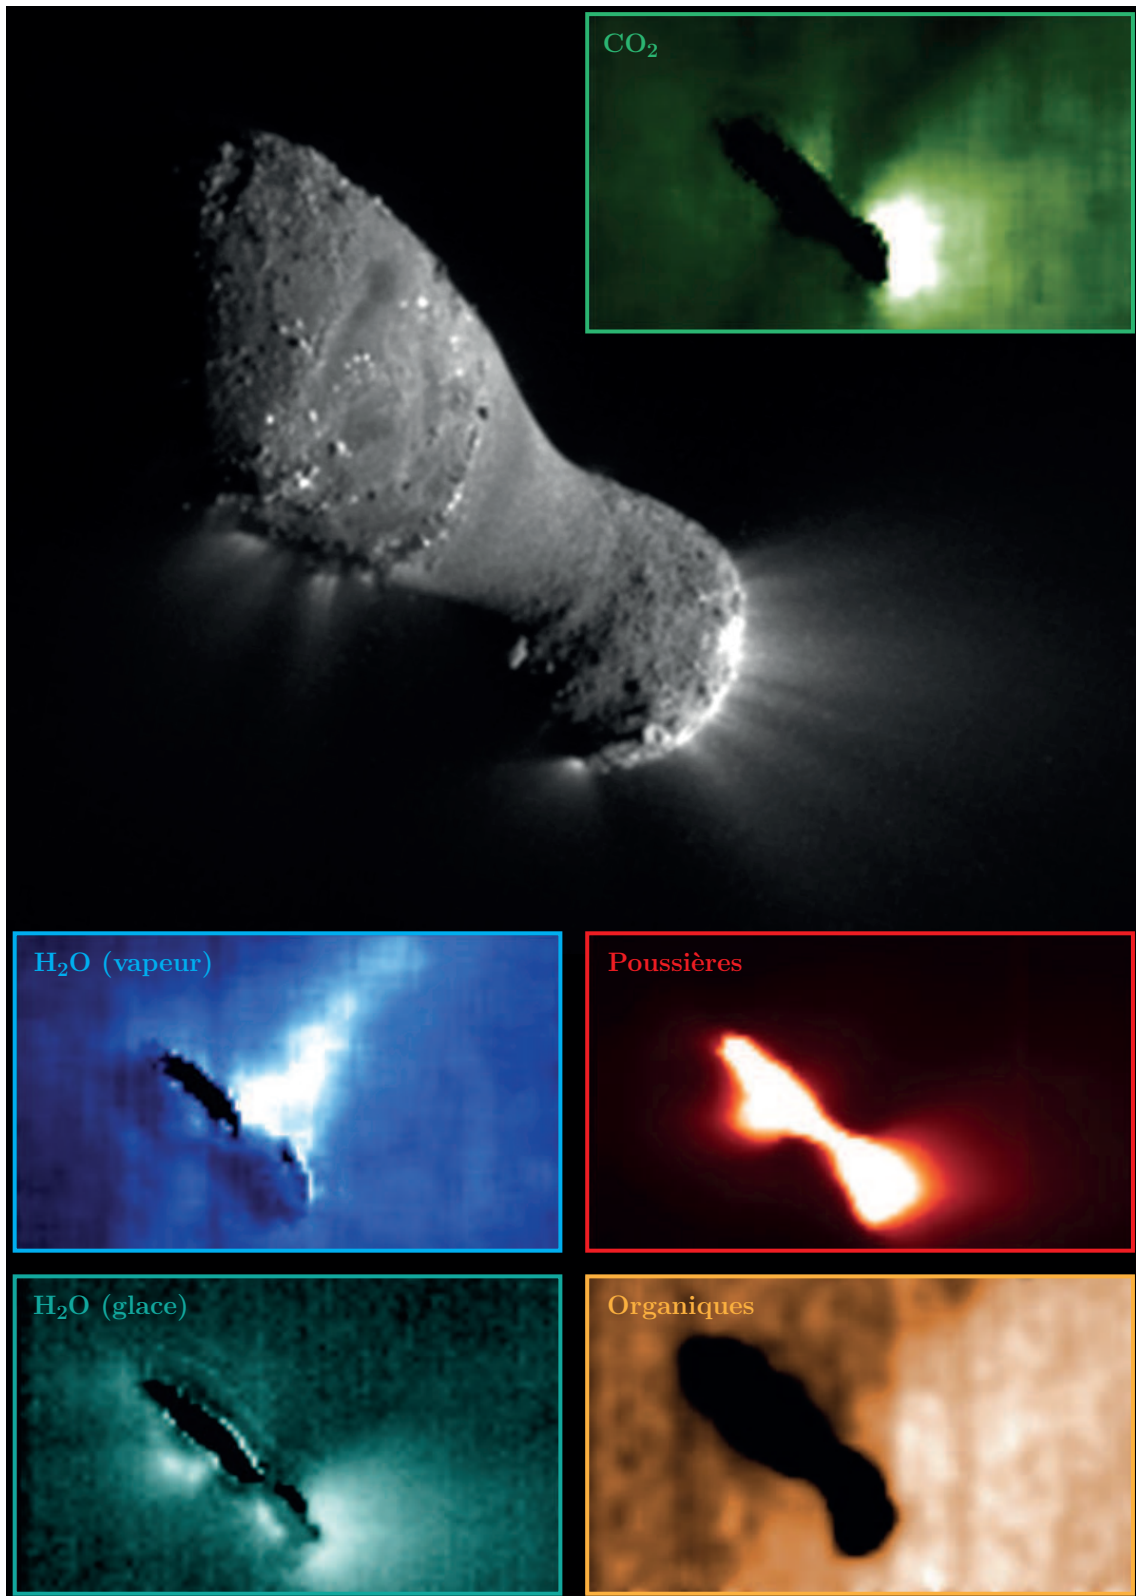 CO₂
H₂O (vapeur)
Poussières
H₂O (glace)
Organiques